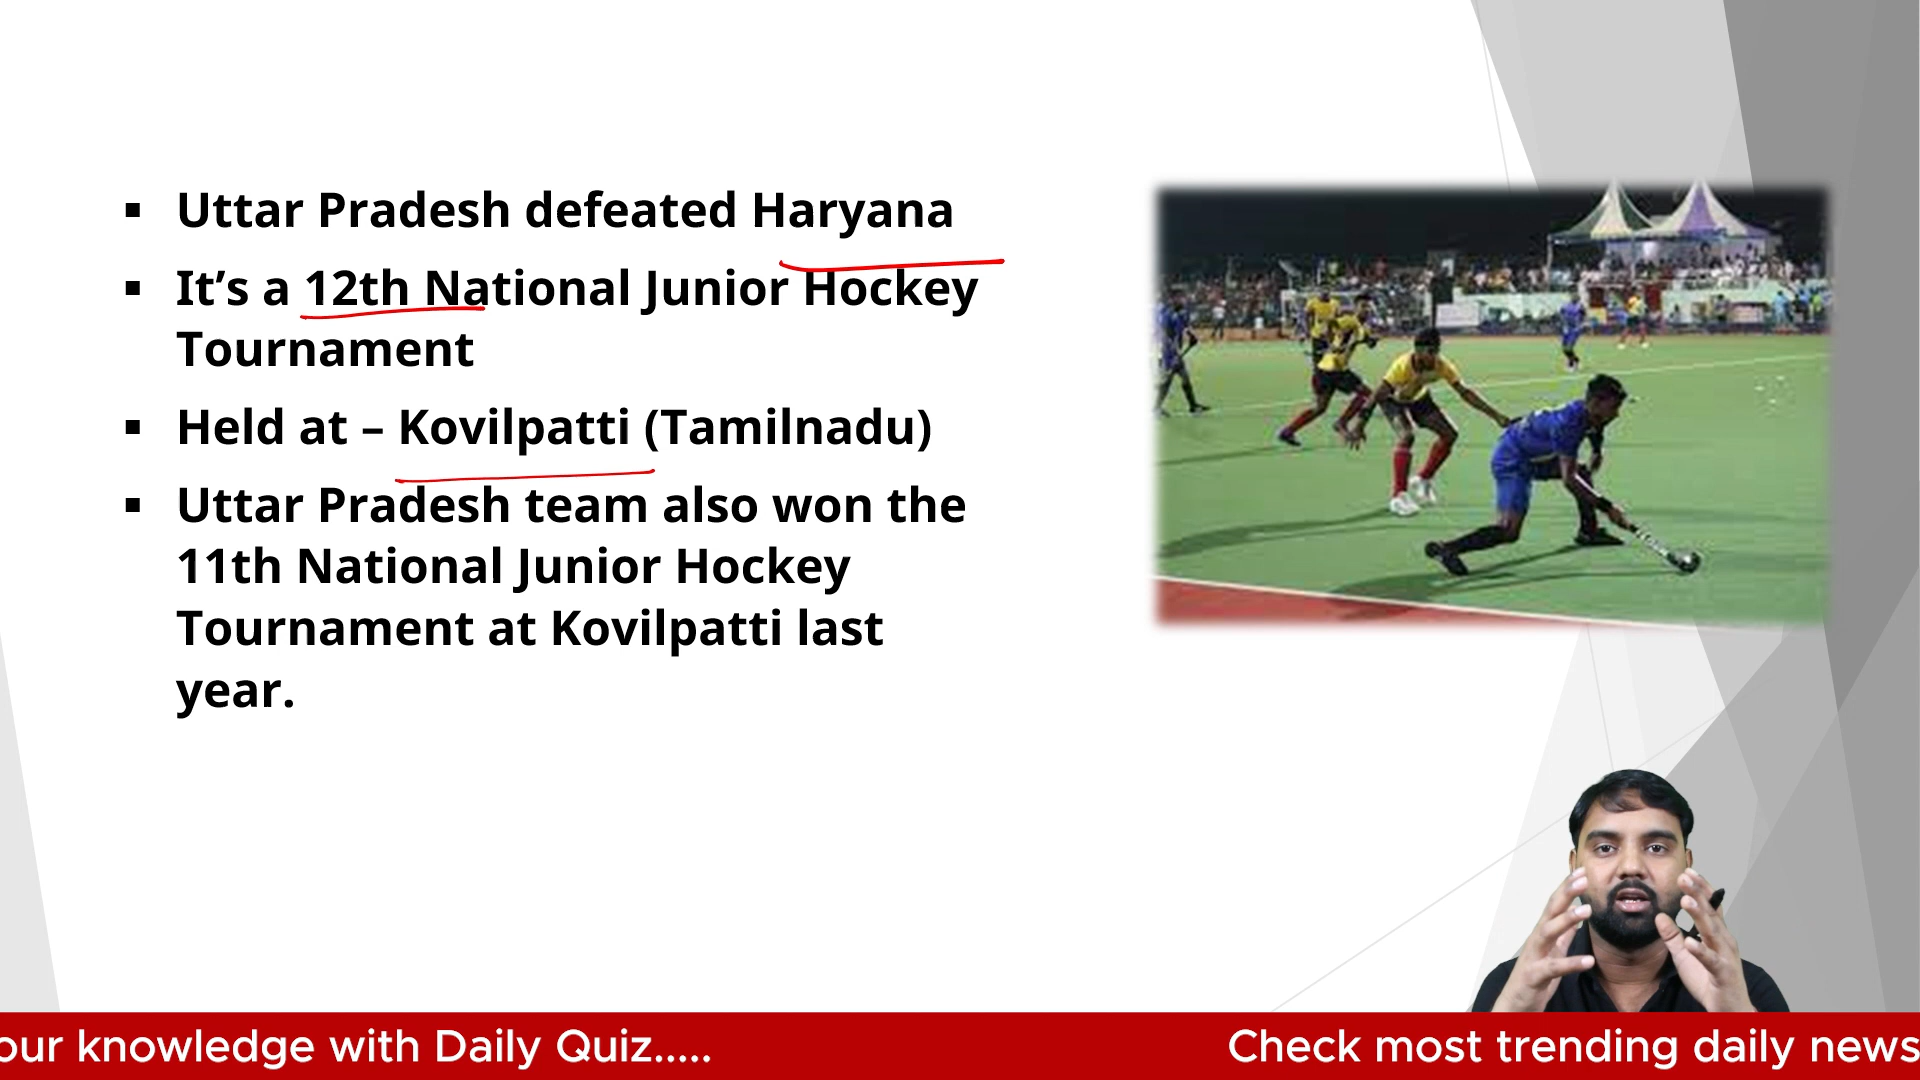 Uttar Pradesh defeated Haryana
It’s a 12th National Junior Hockey
Tournament
Held at – Kovilpatti (Tamilnadu)
Uttar Pradesh team also won the
11th National Junior Hockey
Tournament at Kovilpatti last
year.
our knowledge with Daily Quiz.....
Check most trending daily news